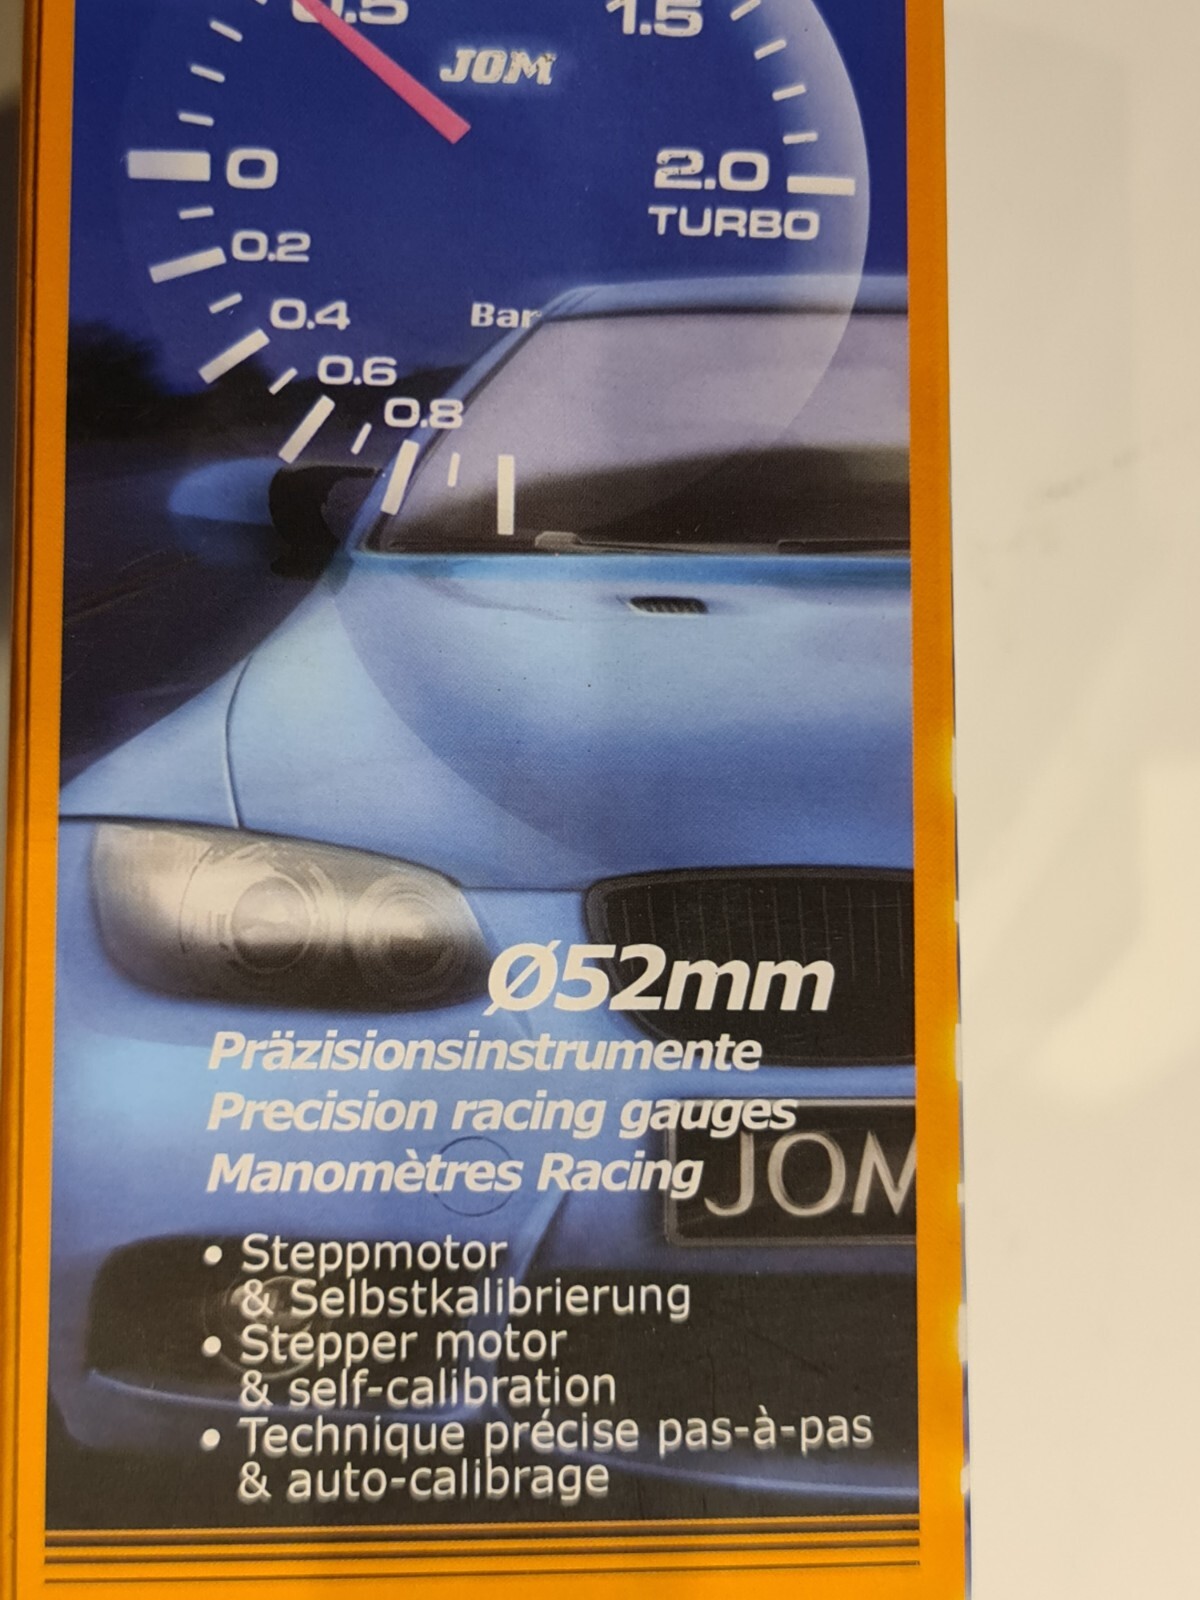 0.5
1.5
JOM
0
2.0
TURBO
0.2
0.4
Bar
0.6
0.8
Ø52mm
Präzisionsinstrumente
Precision racing gauges
Manomètres Racing
JOM
• Steppmotor
& Selbstkalibrierung
• Stepper motor
& self-calibration
• Technique précise pas-à-pas
& auto-calibrage